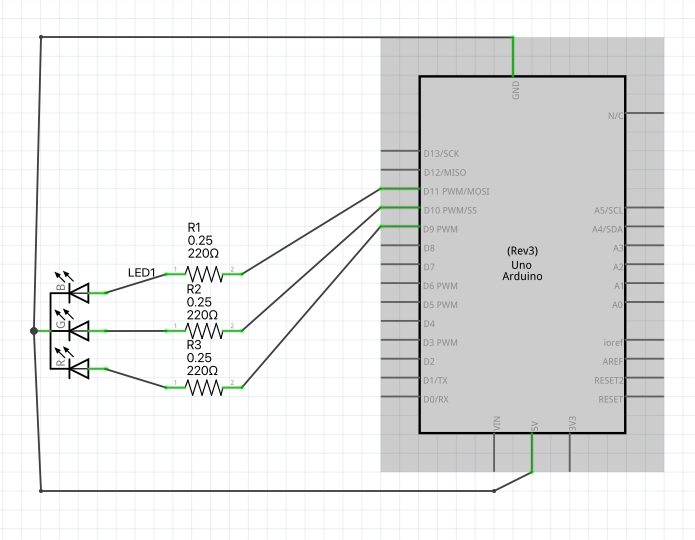 GND
N/C
D13/SCK
D12/MISO
D11 PWM/MOSI
D10 PWM/SS
D9 PWM
D8
D7
D6 PWM
D5 PWM
D4
D3 PWM
D2
D1/TX
D0/RX
A5/SCL
A4/SDA
A3
A2
A1
A0
ioref
AREF
RESET2
RESET
(Rev3)
Uno
Arduino
VIN
5V
3V3
R1
0.25
220Ω
1
2
R2
0.25
220Ω
1
2
R3
0.25
220Ω
1
2
LED1
B
G
R